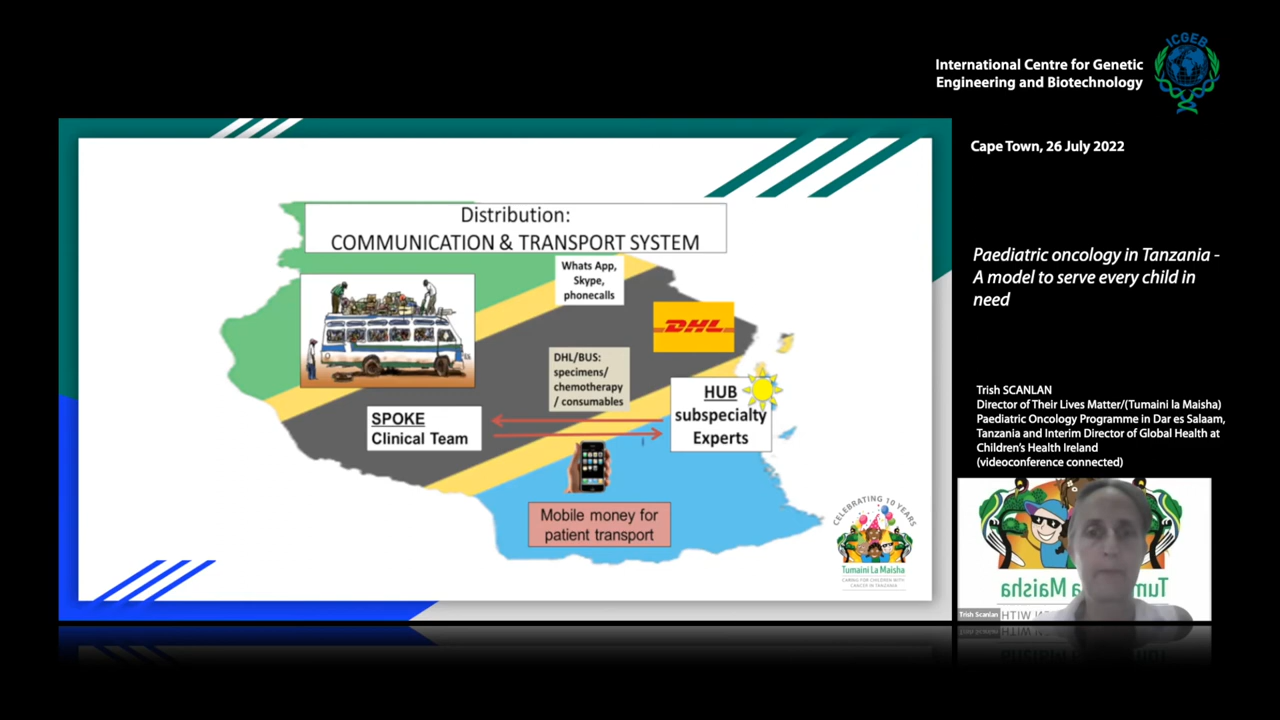 ICGEB
International Centre for Genetic
Engineering and Biotechnology
Cape Town, 26 July 2022
Paediatric oncology in Tanzania -
A model to serve every child in
need
Trish SCANLAN
Director of Their Lives Matter/(Tumaini la Maisha)
Paediatric Oncology Programme in Dar es Salaam,
Tanzania and Interim Director of Global Health at
Children's Health Ireland
(videoconference connected)
Distribution:
COMMUNICATION & TRANSPORT SYSTEM
Whats App,
Skype,
phonecalls
DHL
DHL/BUS:
specimens/
chemotherapy
/ consumables
HUB
subspecialty
Experts
SPOKE
Clinical Team
Mobile money for
patient transport
CELEBRATING 10 YEARS
Tumaini La Maisha
CARING FOR CHILDREN WITH
CANCER IN TANZANIA
Trish Scanlan